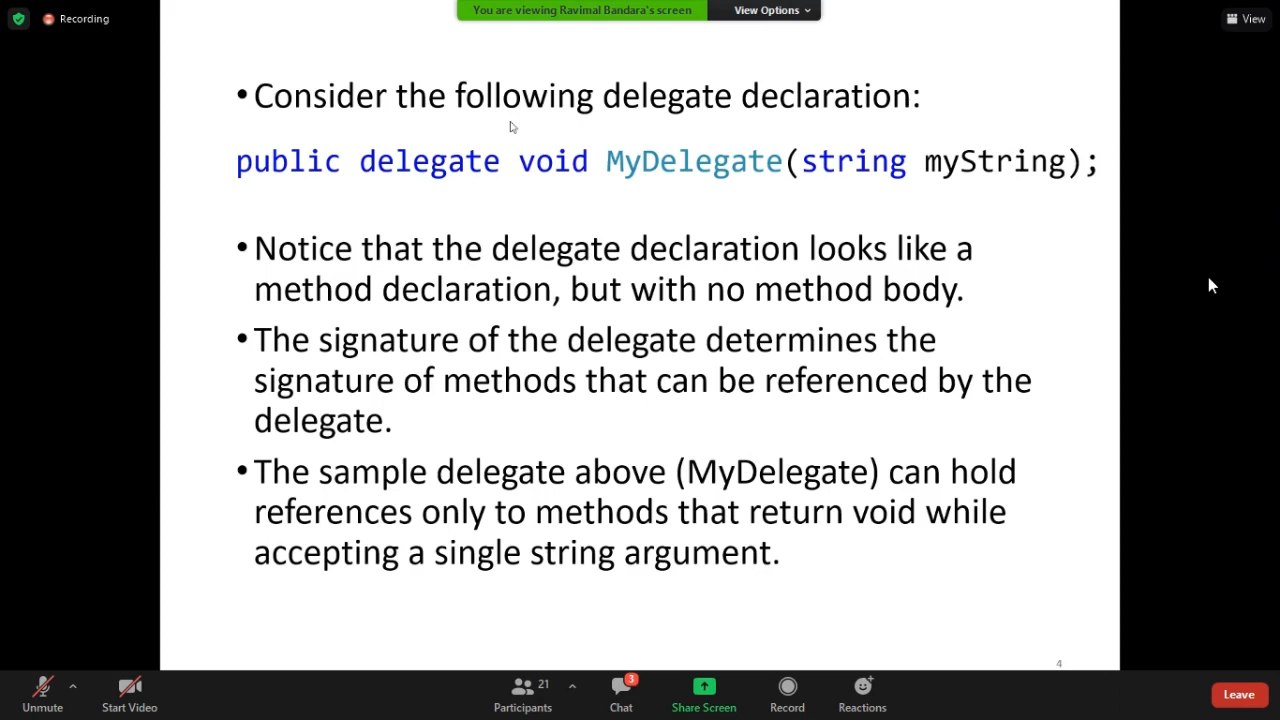 Recording
You are viewing Ravimal Bandara's screen
View Options
View
•Consider the following delegate declaration:
public delegate void MyDelegate(string myString);
•Notice that the delegate declaration looks like a
method declaration, but with no method body.
•The signature of the delegate determines the
signature of methods that can be referenced by the
delegate.
•The sample delegate above (MyDelegate) can hold
references only to methods that return void while
accepting a single string argument.
4
Unmute
Start Video
21
Participants
3
Chat
Share Screen
Record
Reactions
Leave